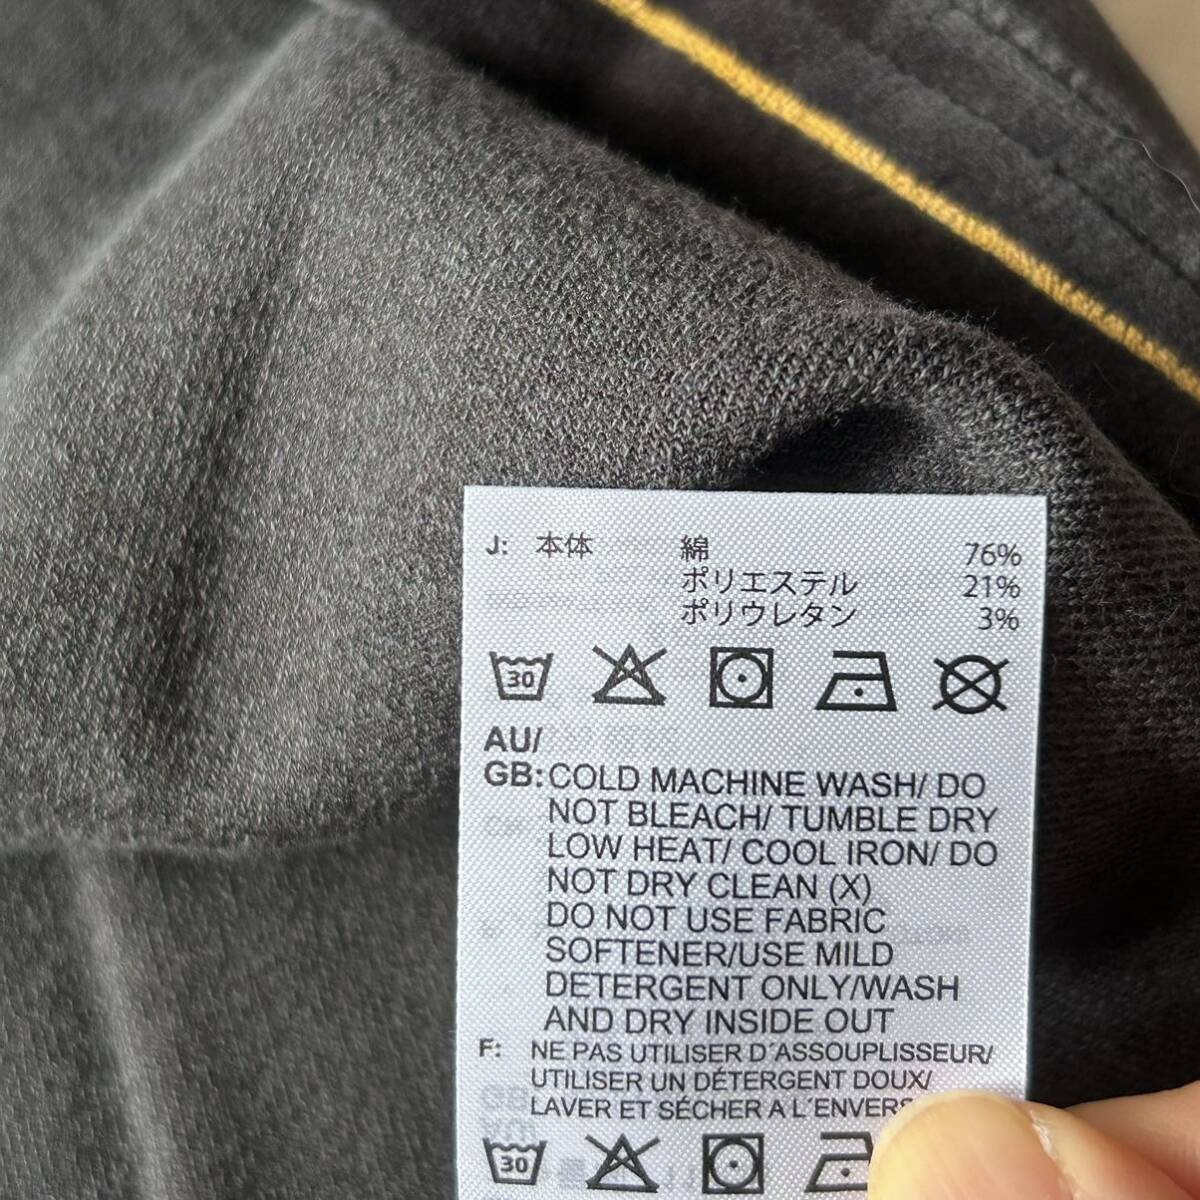 J: 本体 綿 76%
ポリエステル 21%
ポリウレタン 3%
30
AU/
GB: COLD MACHINE WASH/ DO
NOT BLEACH/ TUMBLE DRY
LOW HEAT/ COOL IRON/ DO
NOT DRY CLEAN (X)
DO NOT USE FABRIC
SOFTENER/USE MILD
DETERGENT ONLY/WASH
AND DRY INSIDE OUT
F: NE PAS UTILISER D´ASSOUPLISSEUR/
UTILISER UN DÉTERGENT DOUX/
LAVER ET SÉCHER A L´ENVERS
30